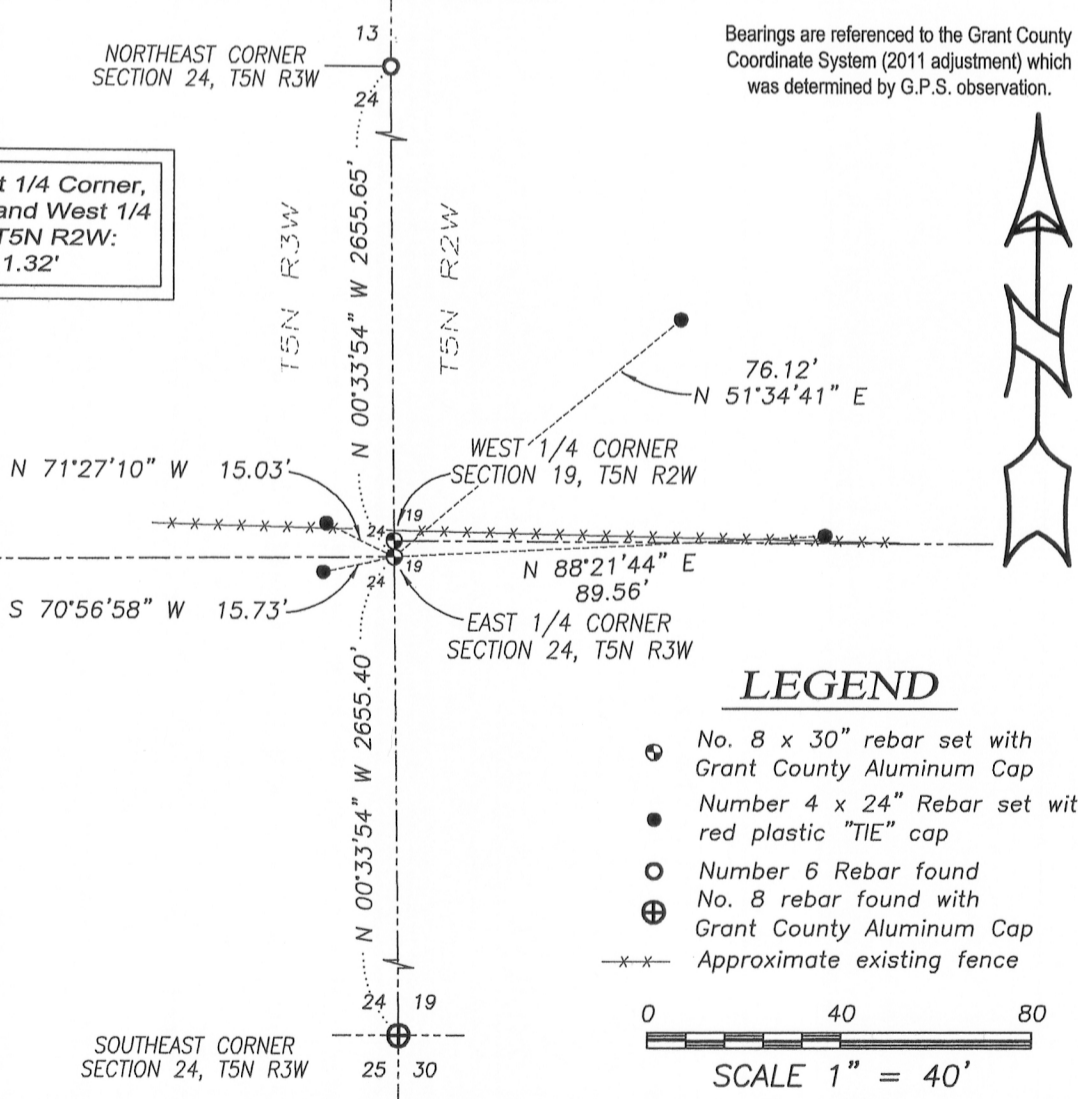 Bearings are referenced to the Grant County
Coordinate System (2011 adjustment) which
was determined by G.P.S. observation.
13
NORTHEAST CORNER
SECTION 24, T5N R3W
24
1/4 Corner,
and West 1/4
T5N R2W:
1.32'
T5N R3W
N 00°33'54" W 2655.65'
T5N R2W
76.12'
N 51°34'41" E
WEST 1/4 CORNER
SECTION 19, T5N R2W
N 71°27'10" W 15.03'
19
24
19
24
N 88°21'44" E
89.56'
S 70°56'58" W 15.73'
EAST 1/4 CORNER
SECTION 24, T5N R3W
N 00°33'54" W 2655.40'
LEGEND
No. 8 x 30" rebar set with
Grant County Aluminum Cap
Number 4 x 24" Rebar set
red plastic "TIE" cap
Number 6 Rebar found
No. 8 rebar found with
Grant County Aluminum Cap
Approximate existing fence
24 19
SOUTHEAST CORNER
SECTION 24, T5N R3W
25 30
0 40 80
SCALE 1" = 40'
N